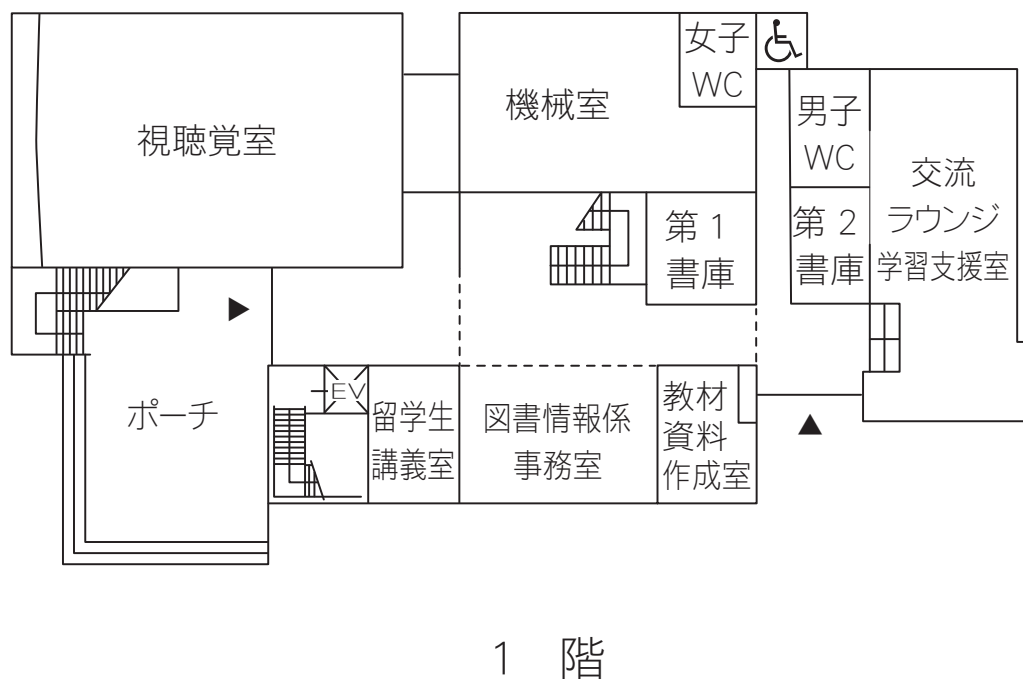 視聴覚室
機械室
女子
WC
男子
WC
交流
ラウンジ
学習支援室
第1
書庫
第2
書庫
ポーチ
EV
留学生
講義室
図書情報係
事務室
教材
資料
作成室
1 階